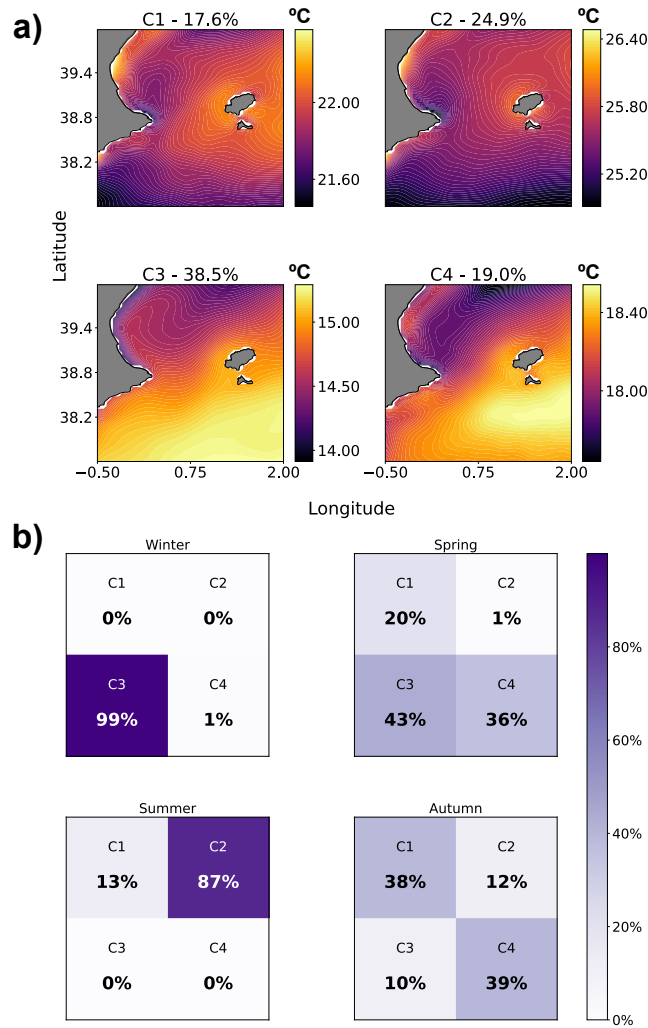 a)
C1 - 17.6%
ºC
C2 - 24.9%
ºC
39.4
38.8
38.2
22.00
21.60
26.40
25.80
25.20
Latitude
C3 - 38.5%
ºC
C4 - 19.0%
ºC
39.4
38.8
38.2
15.00
14.50
14.00
18.40
18.00
−0.50
0.75
2.00
−0.50
0.75
2.00
Longitude
b)
Winter
C1
0%
C2
0%
C3
99%
C4
1%
Spring
C1
20%
C2
1%
C3
43%
C4
36%
Summer
C1
13%
C2
87%
C3
0%
C4
0%
Autumn
C1
38%
C2
12%
C3
10%
C4
39%
80%
60%
40%
20%
0%